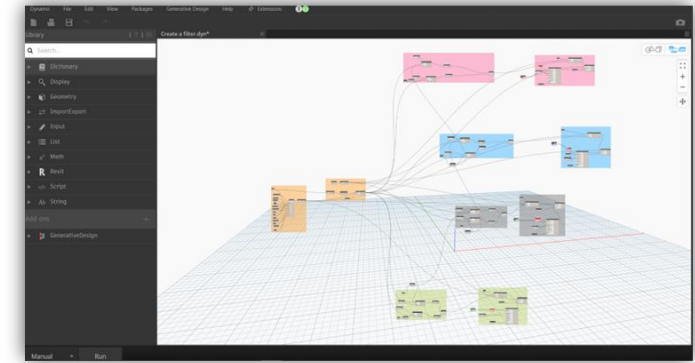 Dynamo File Edit View Packages Generative Design Help Extensions
Library
Create a filter.dyn*
Search...
Dictionary
Display
Geometry
ImportExport
Input
List
Math
Revit
Script
String
Add-ons
GenerativeDesign
Manual Run